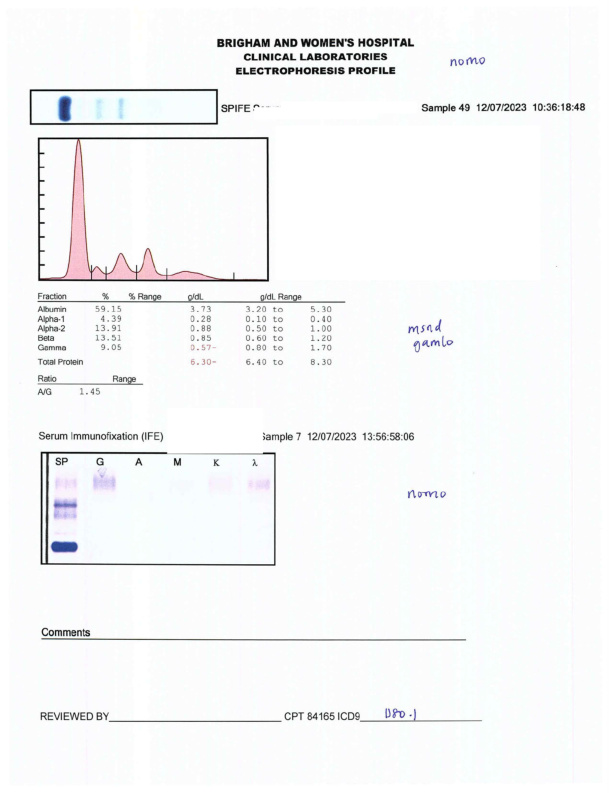 BRIGHAM AND WOMEN'S HOSPITAL
CLINICAL LABORATORIES
ELECTROPHORESIS PROFILE
nomo
SPIFE
Sample 49 12/07/2023 10:36:18:48
Fraction % % Range g/dL g/dL Range
Albumin 59.15 3.73 3.20 to 5.30
Alpha-1 4.39 0.28 0.10 to 0.40
Alpha-2 13.91 0.88 0.50 to 1.00
Beta 13.51 0.85 0.60 to 1.20
Gamma 9.05 0.57- 0.80 to 1.70
Total Protein 6.30- 6.40 to 8.30
msnd
gamlo
Ratio Range
A/G 1.45
Serum Immunofixation (IFE) Sample 7 12/07/2023 13:56:58:06
SP G A M K λ
nomo
Comments
REVIEWED BY CPT 84165 ICD9 D80.1